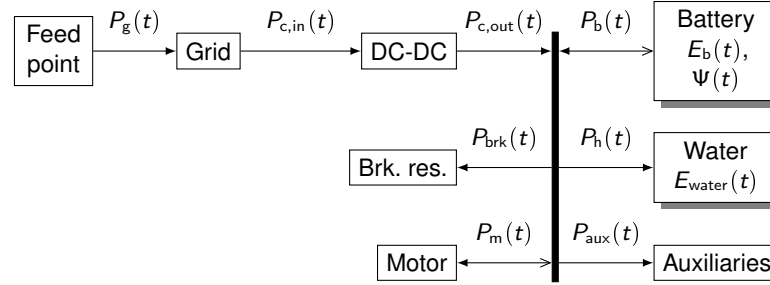 Feed
point
P_g(t)
Grid
P_c,in(t)
DC-DC
P_c,out(t)
P_b(t)
Battery
E_b(t),
Ψ(t)
Brk. res.
P_brk(t)
P_h(t)
Water
E_water(t)
Motor
P_m(t)
P_aux(t)
Auxiliaries